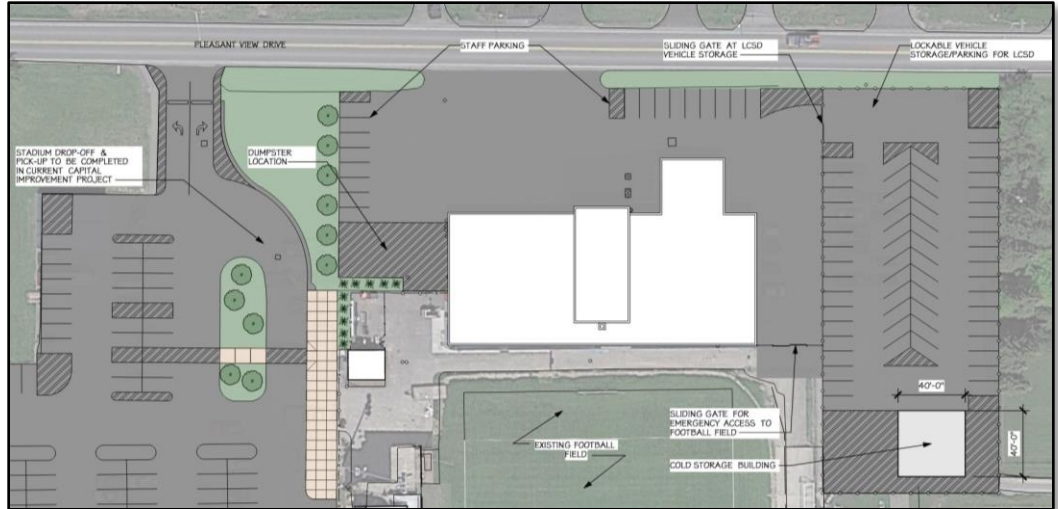 PLEASANT VIEW DRIVE
STAFF PARKING
SLIDING GATE AT LCSD
VEHICLE STORAGE
LOCKABLE VEHICLE
STORAGE/PARKING FOR LCSD
STADIUM DROP-OFF &
PICK-UP TO BE COMPLETED
IN CURRENT CAPITAL
IMPROVEMENT PROJECT
DUMPSTER
LOCATION
40'-0"
40'-0"
SLIDING GATE FOR
EMERGENCY ACCESS TO
FOOTBALL FIELD
EXISTING FOOTBALL
FIELD
COLD STORAGE BUILDING